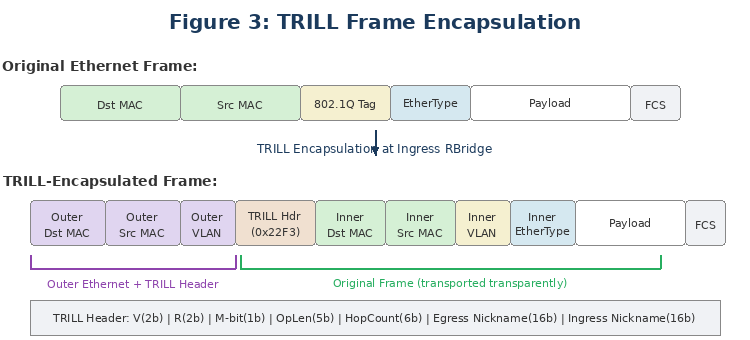 Figure 3: TRILL Frame Encapsulation
Original Ethernet Frame:
Dst MAC
Src MAC
802.1Q Tag
EtherType
Payload
FCS
TRILL Encapsulation at Ingress RBridge
TRILL-Encapsulated Frame:
Outer
Dst MAC
Outer
Src MAC
Outer
VLAN
TRILL Hdr
(0x22F3)
Inner
Dst MAC
Inner
Src MAC
Inner
VLAN
Inner
EtherType
Payload
FCS
Outer Ethernet + TRILL Header
Original Frame (transported transparently)
TRILL Header: V(2b) | R(2b) | M-bit(1b) | OpLen(5b) | HopCount(6b) | Egress Nickname(16b) | Ingress Nickname(16b)